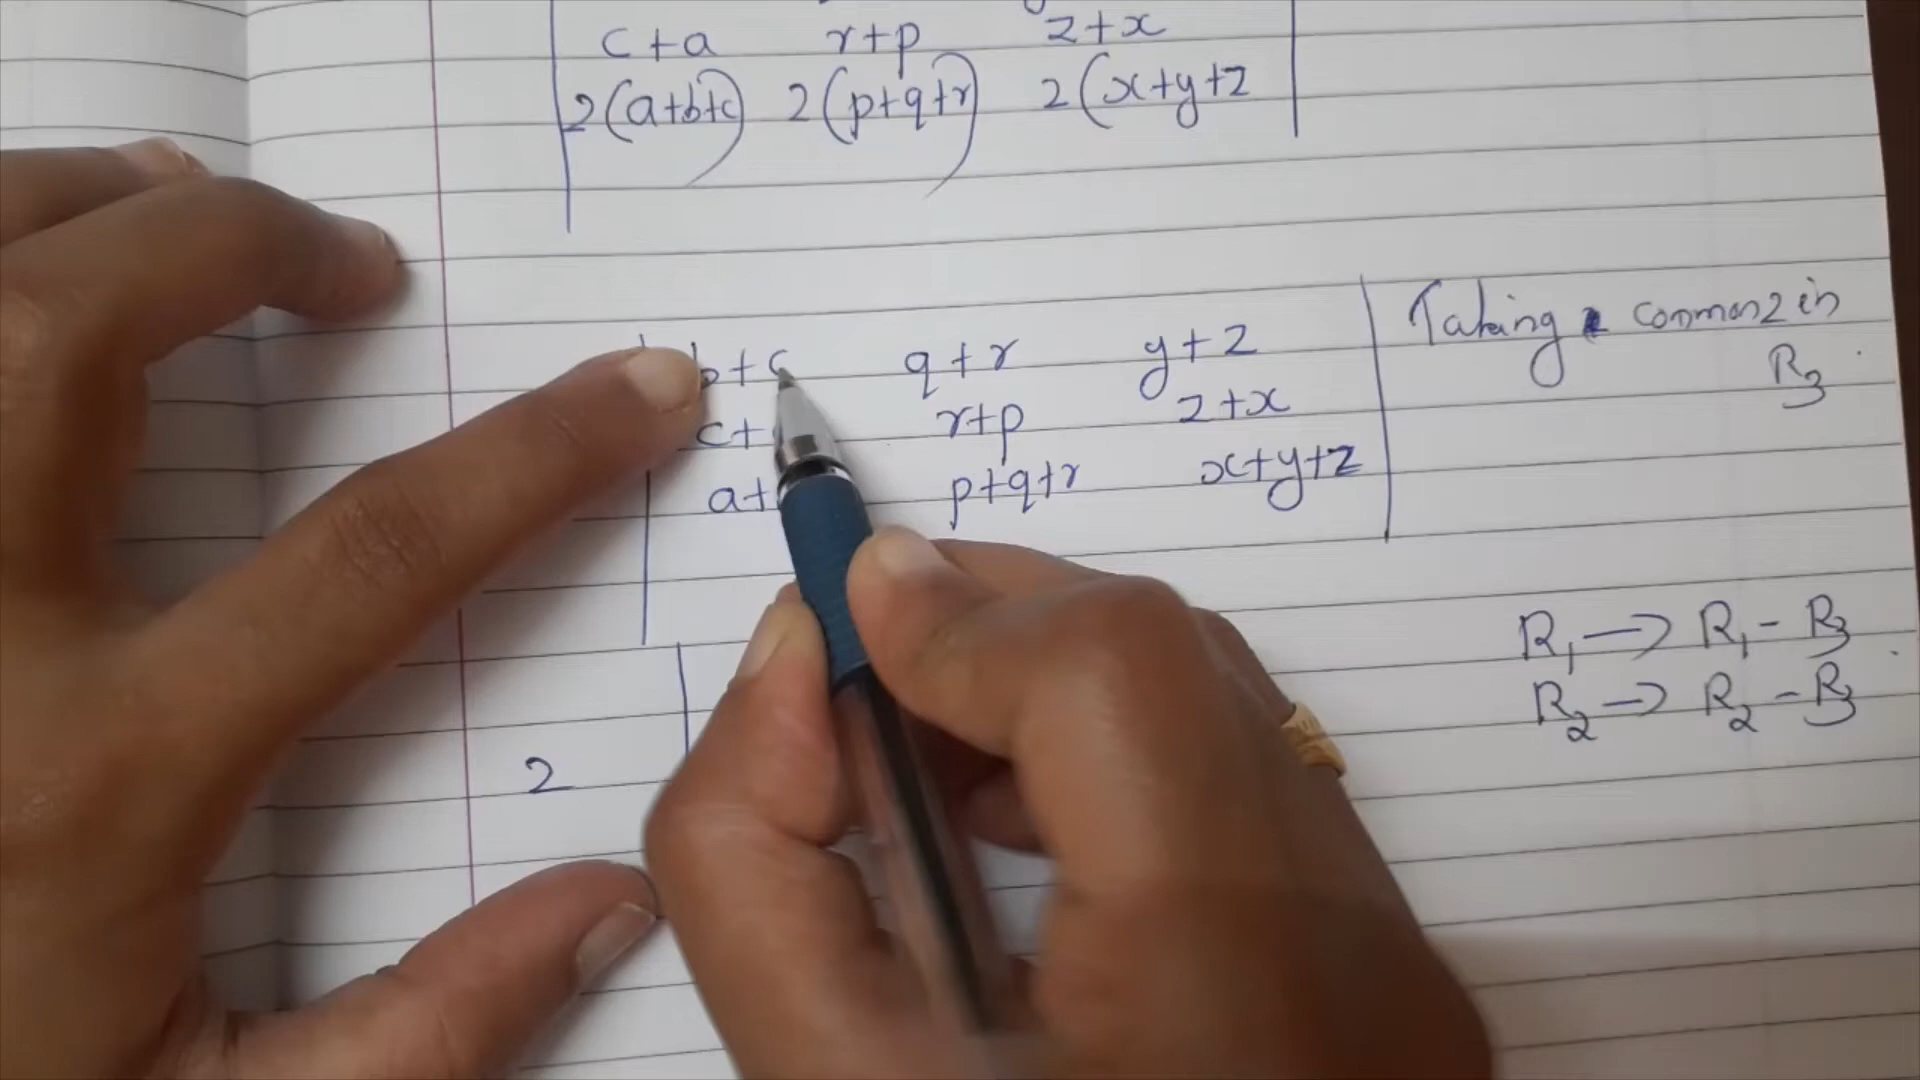 c+a r+p z+x
2(a+b+c) 2(p+q+r) 2(x+y+z
b+c q+r y+z
c+ r+p z+x
a+ p+q+r x+y+z
Taking common 2 in
R3
R1 → R1 - R3
R2 → R2 - R3
2